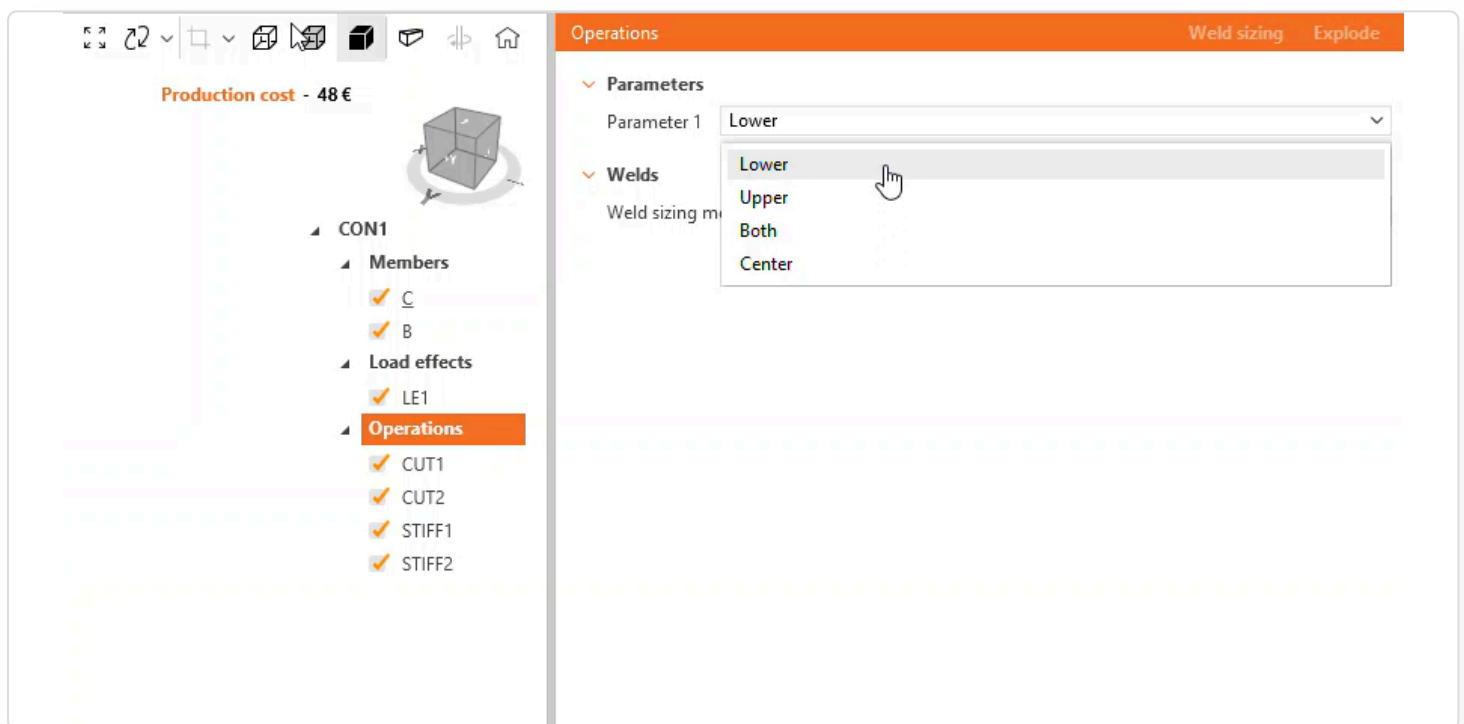 Production cost - 48 €
CON1
Members
C
B
Load effects
LE1
Operations
CUT1
CUT2
STIFF1
STIFF2
Operations
Weld sizing
Explode
Parameters
Parameter 1
Lower
Lower
Upper
Both
Center
Welds
Weld sizing